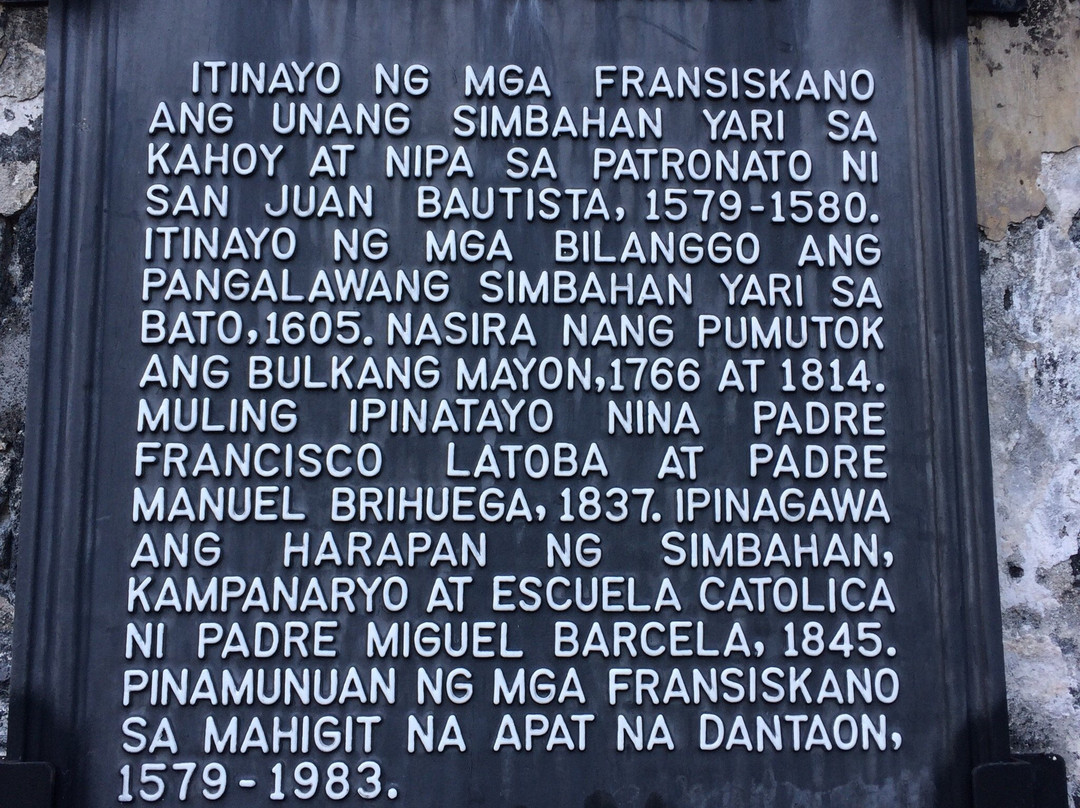 ITINAYO NG MGA FRANSISKANO
ANG UNANG SIMBAHAN YARI SA
KAHOY AT NIPA SA PATRONATO NI
SAN JUAN BAUTISTA, 1579-1580.
ITINAYO NG MGA BILANGGO ANG
PANGALAWANG SIMBAHAN YARI SA
BATO, 1605. NASIRA NANG PUMUTOK
ANG BULKANG MAYON, 1766 AT 1814.
MULING IPINATAYO NINA PADRE
FRANCISCO LATOBA AT PADRE
MANUEL BRIHUEGA, 1837. IPINAGAWA
ANG HARAPAN NG SIMBAHAN,
KAMPANARYO AT ESCUELA CATOLICA
NI PADRE MIGUEL BARCELA, 1845.
PINAMUNUAN NG MGA FRANSISKANO
SA MAHIGIT NA APAT NA DANTAON,
1579-1983.